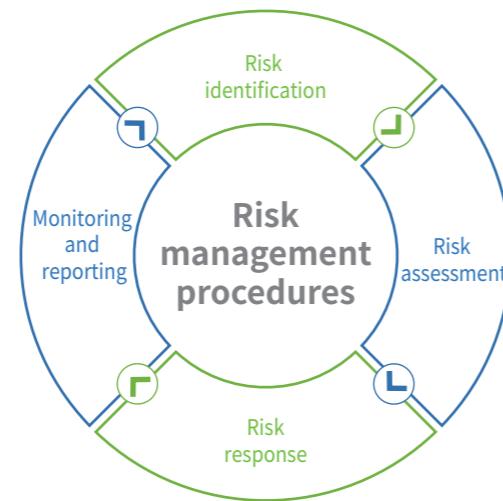 Risk
identification
Risk
management
procedures
Monitoring
and
reporting
Risk
assessment
Risk
response